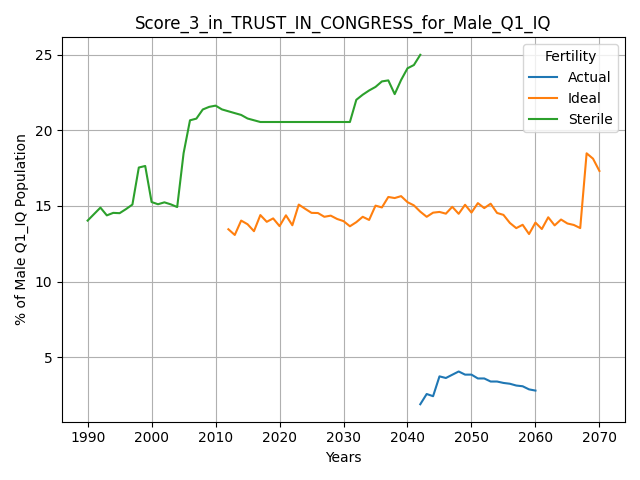 Score_3_in_TRUST_IN_CONGRESS_for_Male_Q1_IQ
Fertility
Actual
Ideal
Sterile
% of Male Q1_IQ Population
25
20
15
10
5
1990 2000 2010 2020 2030 2040 2050 2060 2070
Years